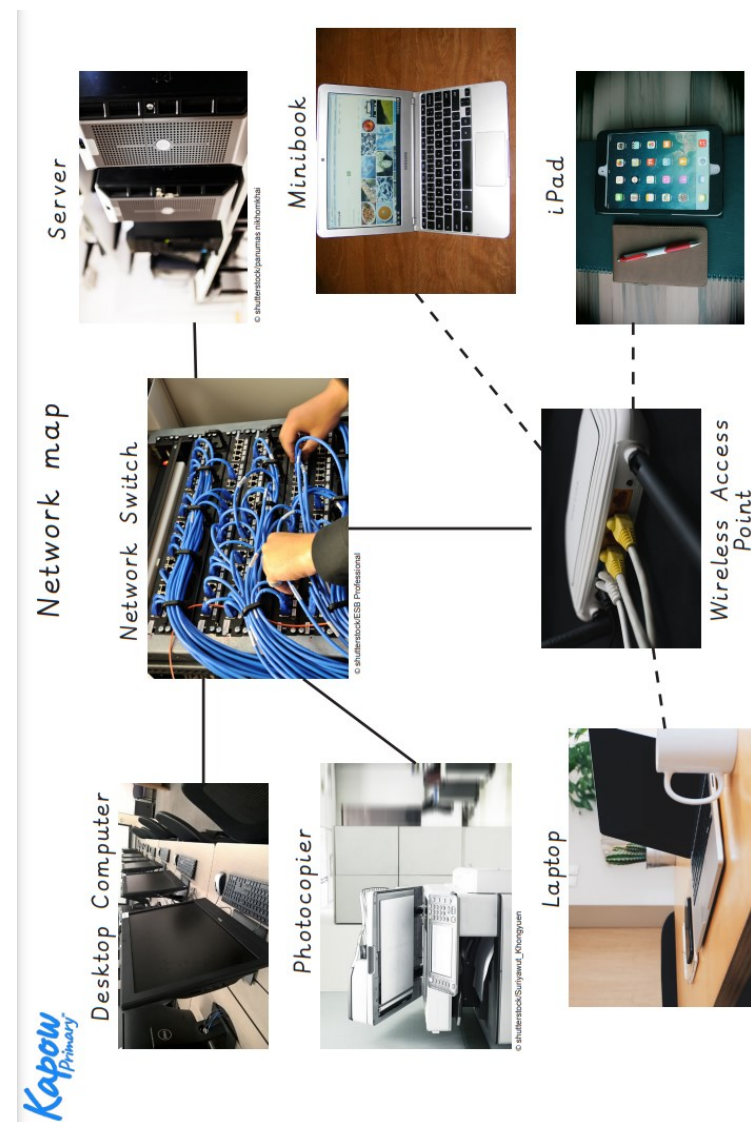 Kapow
Primary
Network map
Desktop Computer
Network Switch
Server
© shutterstock/panumas nikhomkhai
© shutterstock/ESB Professional
Photocopier
Minibook
© shutterstock/Suriyawut_Khongyuen
Laptop
Wireless Access
Point
iPad